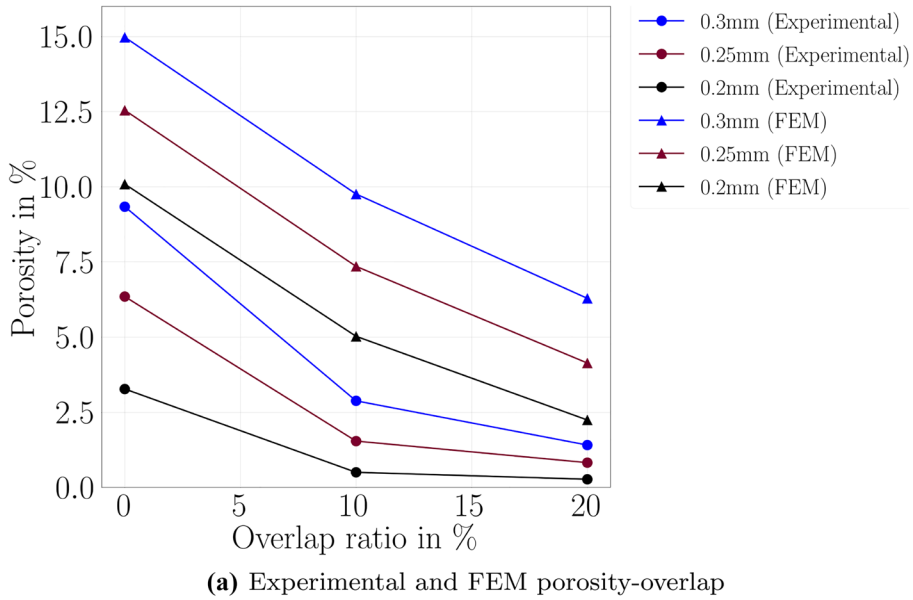 15.0
12.5
10.0
7.5
5.0
2.5
0.0
Porosity in %
0 5 10 15 20
Overlap ratio in %
0.3mm (Experimental)
0.25mm (Experimental)
0.2mm (Experimental)
0.3mm (FEM)
0.25mm (FEM)
0.2mm (FEM)
(a) Experimental and FEM porosity-overlap